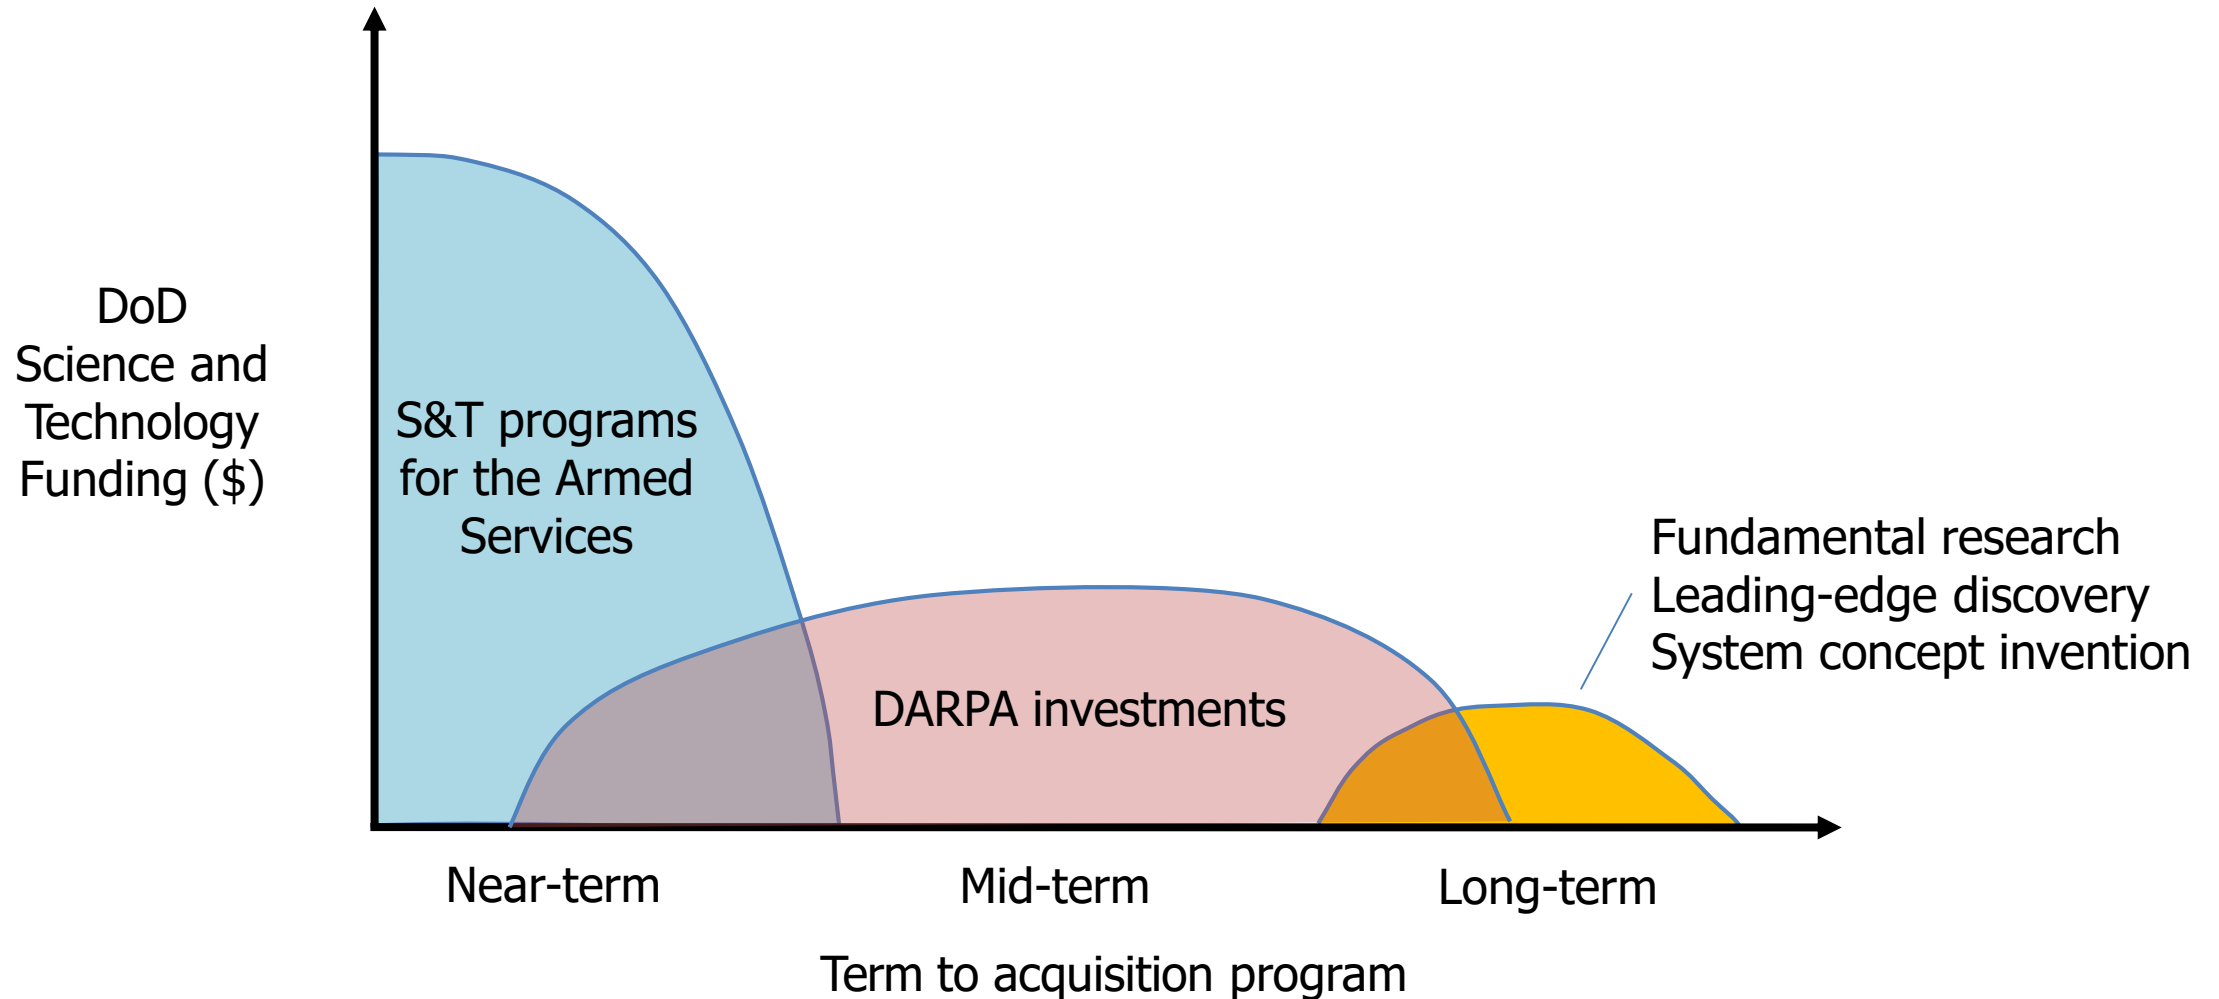 DoD
Science and
Technology
Funding ($)
S&T programs
for the Armed
Services
DARPA investments
Fundamental research
Leading-edge discovery
System concept invention
Near-term
Mid-term
Long-term
Term to acquisition program